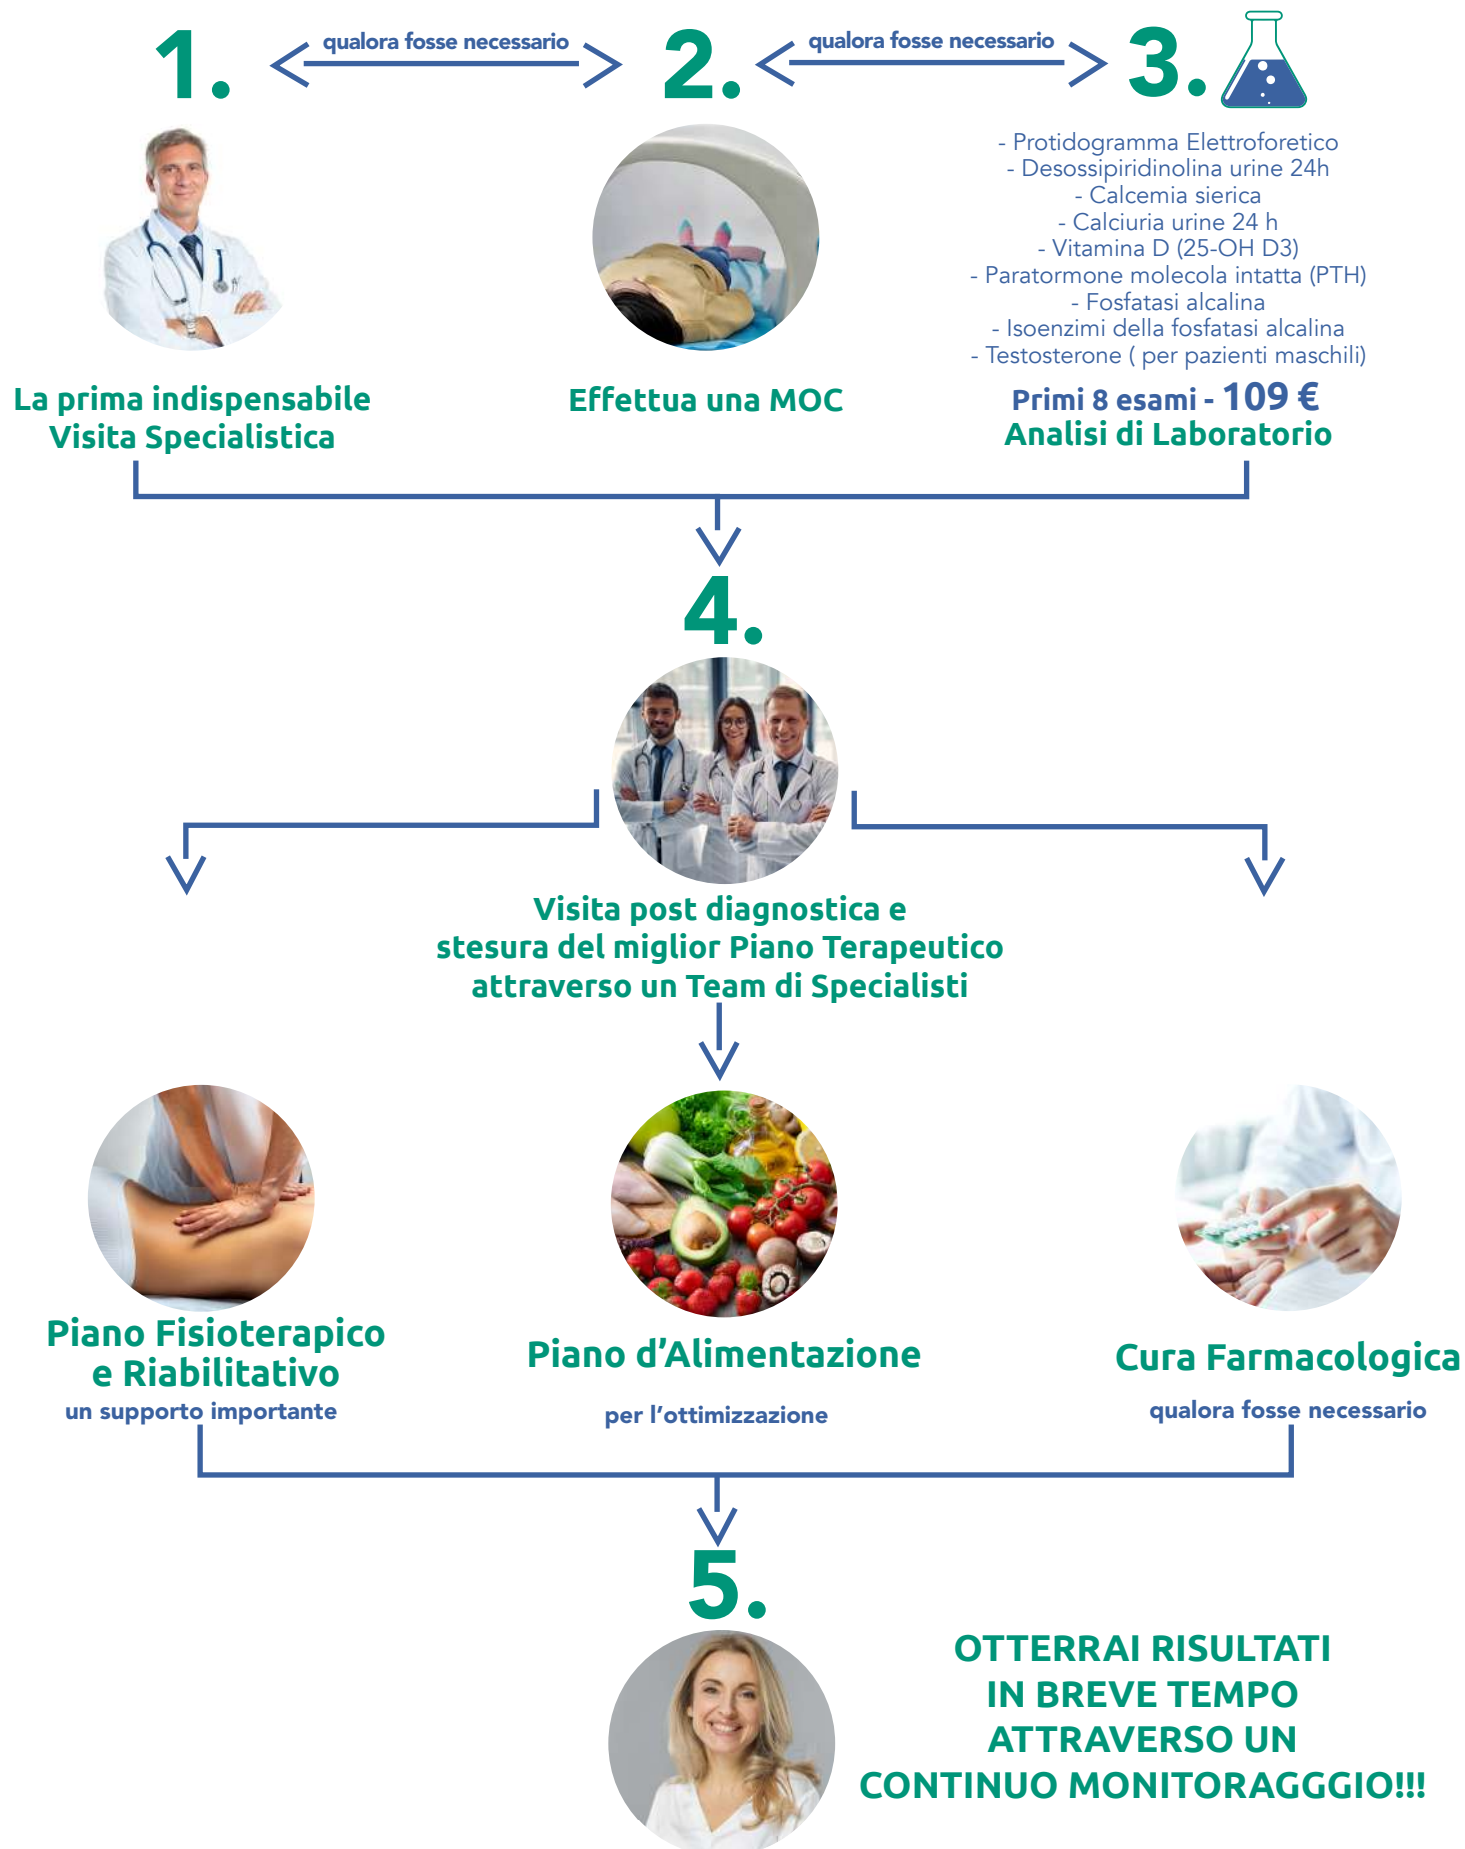 1.
qualora fosse necessario
2.
qualora fosse necessario
3.
- Protidogramma Elettroforetico
- Desossipiridinolina urine 24h
- Calcemia sierica
- Calciuria urine 24 h
- Vitamina D (25-OH D3)
- Paratormone molecola intatta (PTH)
- Fosfatasi alcalina
- Isoenzimi della fosfatasi alcalina
- Testosterone ( per pazienti maschili)
La prima indispensabile
Visita Specialistica
Effettua una MOC
Primi 8 esami - 109 €
Analisi di Laboratorio
4.
Visita post diagnostica e
stesura del miglior Piano Terapeutico
attraverso un Team di Specialisti
Piano Fisioterapico
e Riabilitativo
un supporto importante
Piano d'Alimentazione
per l'ottimizzazione
Cura Farmacologica
qualora fosse necessario
5.
OTTERRAI RISULTATI
IN BREVE TEMPO
ATTRAVERSO UN
CONTINUO MONITORAGGGIO!!!